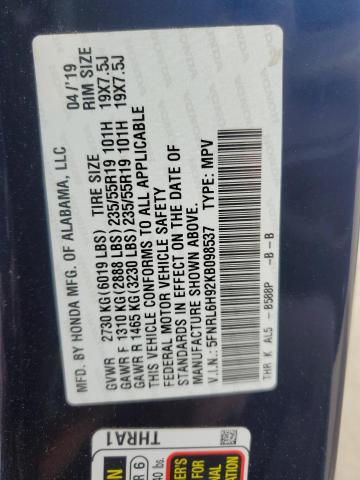 MFD. BY HONDA MFG. OF ALABAMA, LLC 04/'19
TIRE SIZE RIM SIZE
GVWR 2730 KG(6019 LBS)
GAWR F 1310 KG(2888 LBS) 235/55R19 101H 19X7.5J
GAWR R 1465 KG(3230 LBS) 235/55R19 101H 19X7.5J
THIS VEHICLE CONFORMS TO ALL APPLICABLE
FEDERAL MOTOR VEHICLE SAFETY
STANDARDS IN EFFECT ON THE DATE OF
MANUFACTURE SHOWN ABOVE.
V.I.N.: 5FNRL6H92KB098537 TYPE: MPV
THR K AL5 - B588P -B-B
THRA1